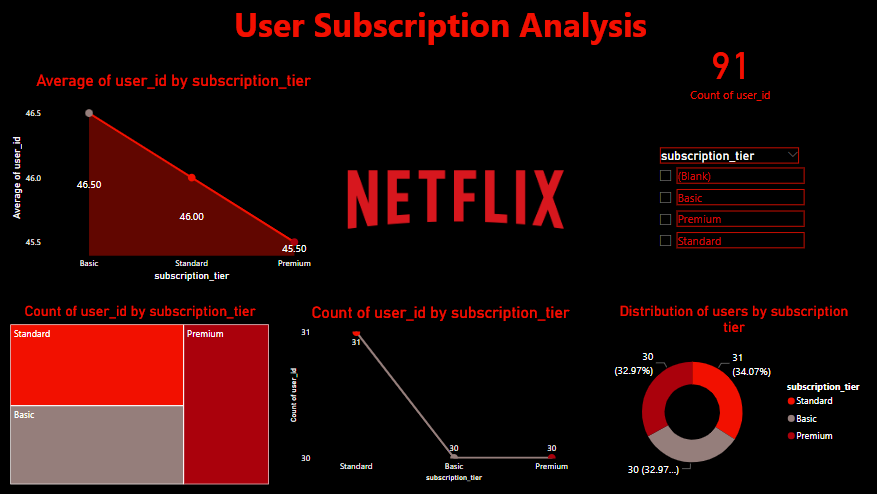 User Subscription Analysis
Average of user_id by subscription_tier
46.5
46.0
45.5
Average of user_id
46.50
46.00
45.50
Basic
Standard
Premium
subscription_tier
NETFLIX
91
Count of user_id
subscription_tier
(Blank)
Basic
Premium
Standard
Count of user_id by subscription_tier
Standard
Premium
Basic
Count of user_id by subscription_tier
31
30
Count of user_id
31
30
30
Standard
Basic
Premium
subscription_tier
Distribution of users by subscription
tier
30
(32.97%)
31
(34.07%)
30 (32.97...)
subscription_tier
Standard
Basic
Premium